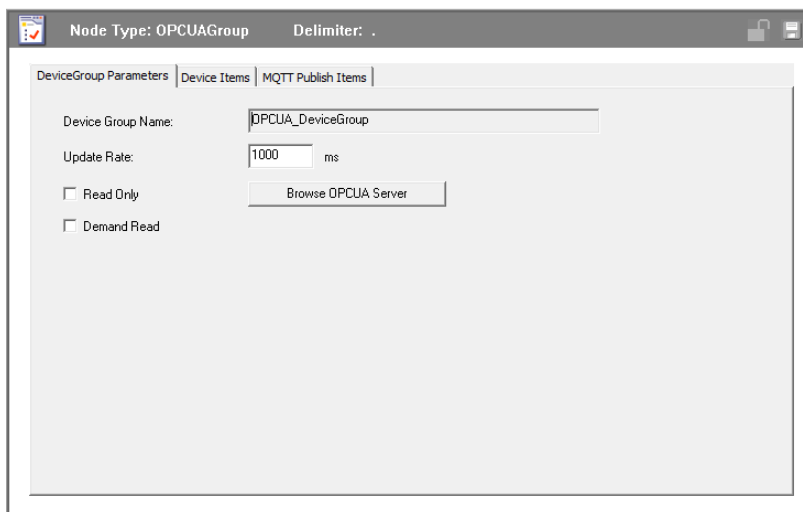 Node Type: OPCUAGroup Delimiter: .
DeviceGroup Parameters Device Items MQTT Publish Items
Device Group Name: OPCUA_DeviceGroup
Update Rate: 1000 ms
Read Only Browse OPCUA Server
Demand Read